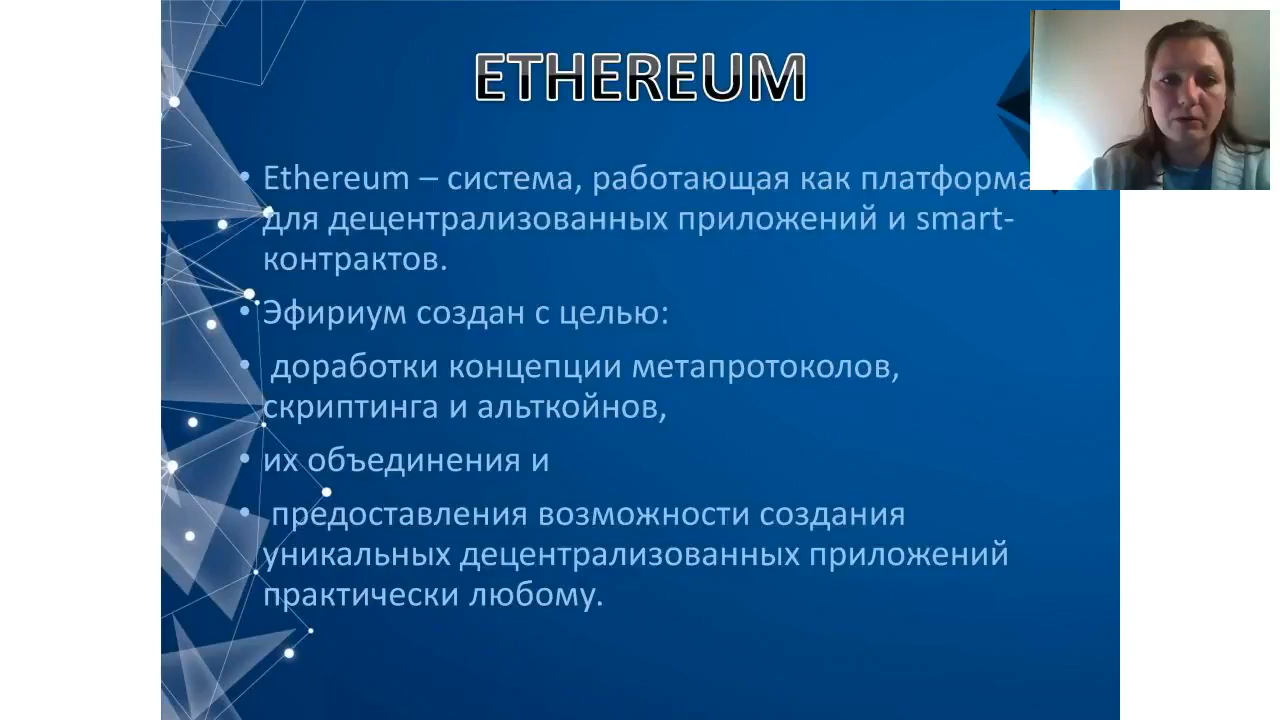 ETHEREUM
• Ethereum – система, работающая как платформа
для децентрализованных приложений и smart-
контрактов.
• Эфириум создан с целью:
• доработки концепции метапротоколов,
скриптинга и альткойнов,
• их объединения и
• предоставления возможности создания
уникальных децентрализованных приложений
практически любому.